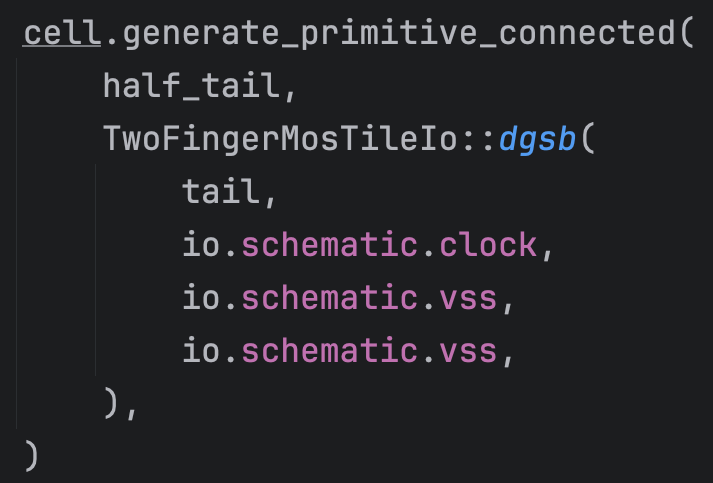 cell.generate_primitive_connected(
    half_tail,
    TwoFingerMosTileIo::dgsb(
        tail,
        io.schematic.clock,
        io.schematic.vss,
        io.schematic.vss,
    ),
)